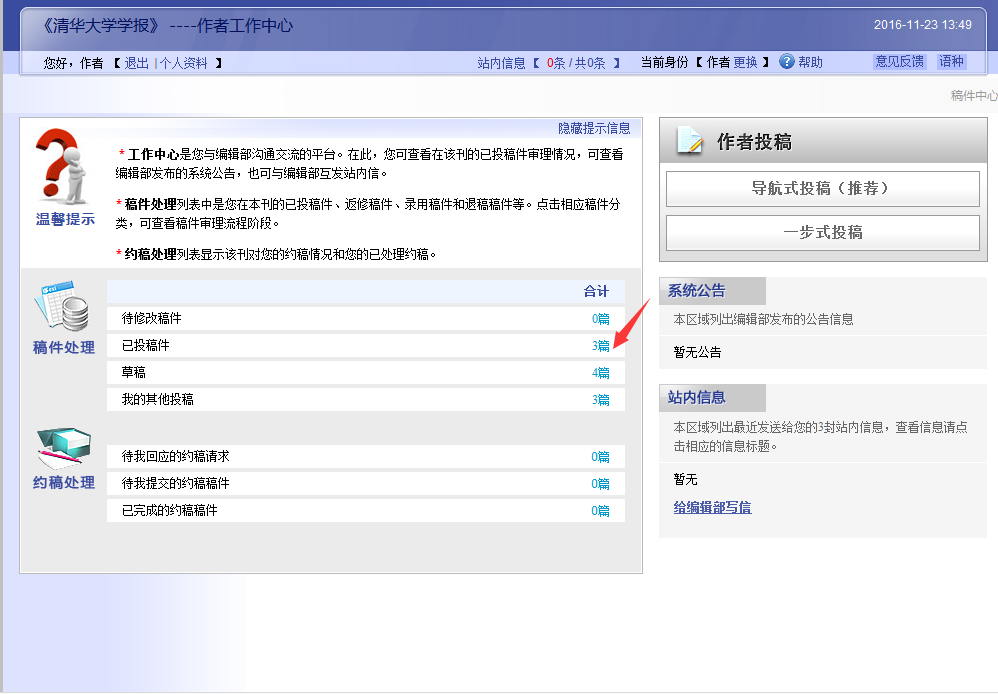 《清华大学学报》 ----作者工作中心
2016-11-23 13:49
您好，作者 【 退出 | 个人资料 】
站内信息【 0条 / 共0条 】 当前身份【 作者 更换 】 帮助 意见反馈 语种
稿件中心
隐藏提示信息
温馨提示
* 工作中心是您与编辑部沟通交流的平台。在此，您可查看在该刊的已投稿件审理情况，可查看
编辑部发布的系统公告，也可与编辑部互发站内信。
* 稿件处理列表中是您在本刊的已投稿件、返修稿件、录用稿件和退稿稿件等。点击相应稿件分
类，可查看稿件审理流程阶段。
* 约稿处理列表显示该刊对您的约稿情况和您的已处理约稿。
稿件处理
合计
待修改稿件 0篇
已投稿件 3篇
草稿 4篇
我的其他投稿 3篇
约稿处理
待我回应的约稿请求 0篇
待我提交的约稿稿件 0篇
已完成的约稿稿件 0篇
作者投稿
导航式投稿（推荐）
一步式投稿
系统公告
本区域列出编辑部发布的公告信息
暂无公告
站内信息
本区域列出最近发送给您的3封站内信息，查看信息请点
击相应的信息标题。
暂无
给编辑部写信